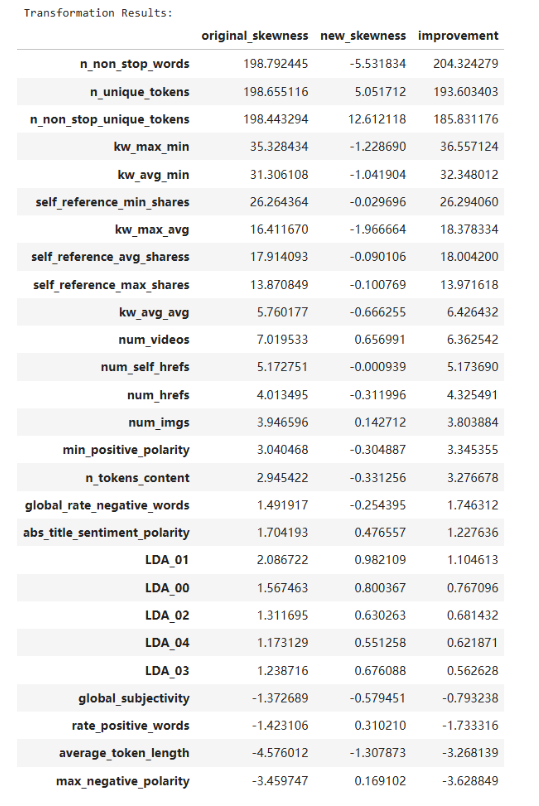 Transformation Results:
original_skewness new_skewness improvement
n_non_stop_words 198.792445 -5.531834 204.324279
n_unique_tokens 198.655116 5.051712 193.603403
n_non_stop_unique_tokens 198.443294 12.612118 185.831176
kw_max_min 35.328434 -1.228690 36.557124
kw_avg_min 31.306108 -1.041904 32.348012
self_reference_min_shares 26.264364 -0.029696 26.294060
kw_max_avg 16.411670 -1.966664 18.378334
self_reference_avg_sharess 17.914093 -0.090106 18.004200
self_reference_max_shares 13.870849 -0.100769 13.971618
kw_avg_avg 5.760177 -0.666255 6.426432
num_videos 7.019533 0.656991 6.362542
num_self_hrefs 5.172751 -0.000939 5.173690
num_hrefs 4.013495 -0.311996 4.325491
num_imgs 3.946596 0.142712 3.803884
min_positive_polarity 3.040468 -0.304887 3.345355
n_tokens_content 2.945422 -0.331256 3.276678
global_rate_negative_words 1.491917 -0.254395 1.746312
abs_title_sentiment_polarity 1.704193 0.476557 1.227636
LDA_01 2.086722 0.982109 1.104613
LDA_00 1.567463 0.800367 0.767096
LDA_02 1.311695 0.630263 0.681432
LDA_04 1.173129 0.551258 0.621871
LDA_03 1.238716 0.676088 0.562628
global_subjectivity -1.372689 -0.579451 -0.793238
rate_positive_words -1.423106 0.310210 -1.733316
average_token_length -4.576012 -1.307873 -3.268139
max_negative_polarity -3.459747 0.169102 -3.628849